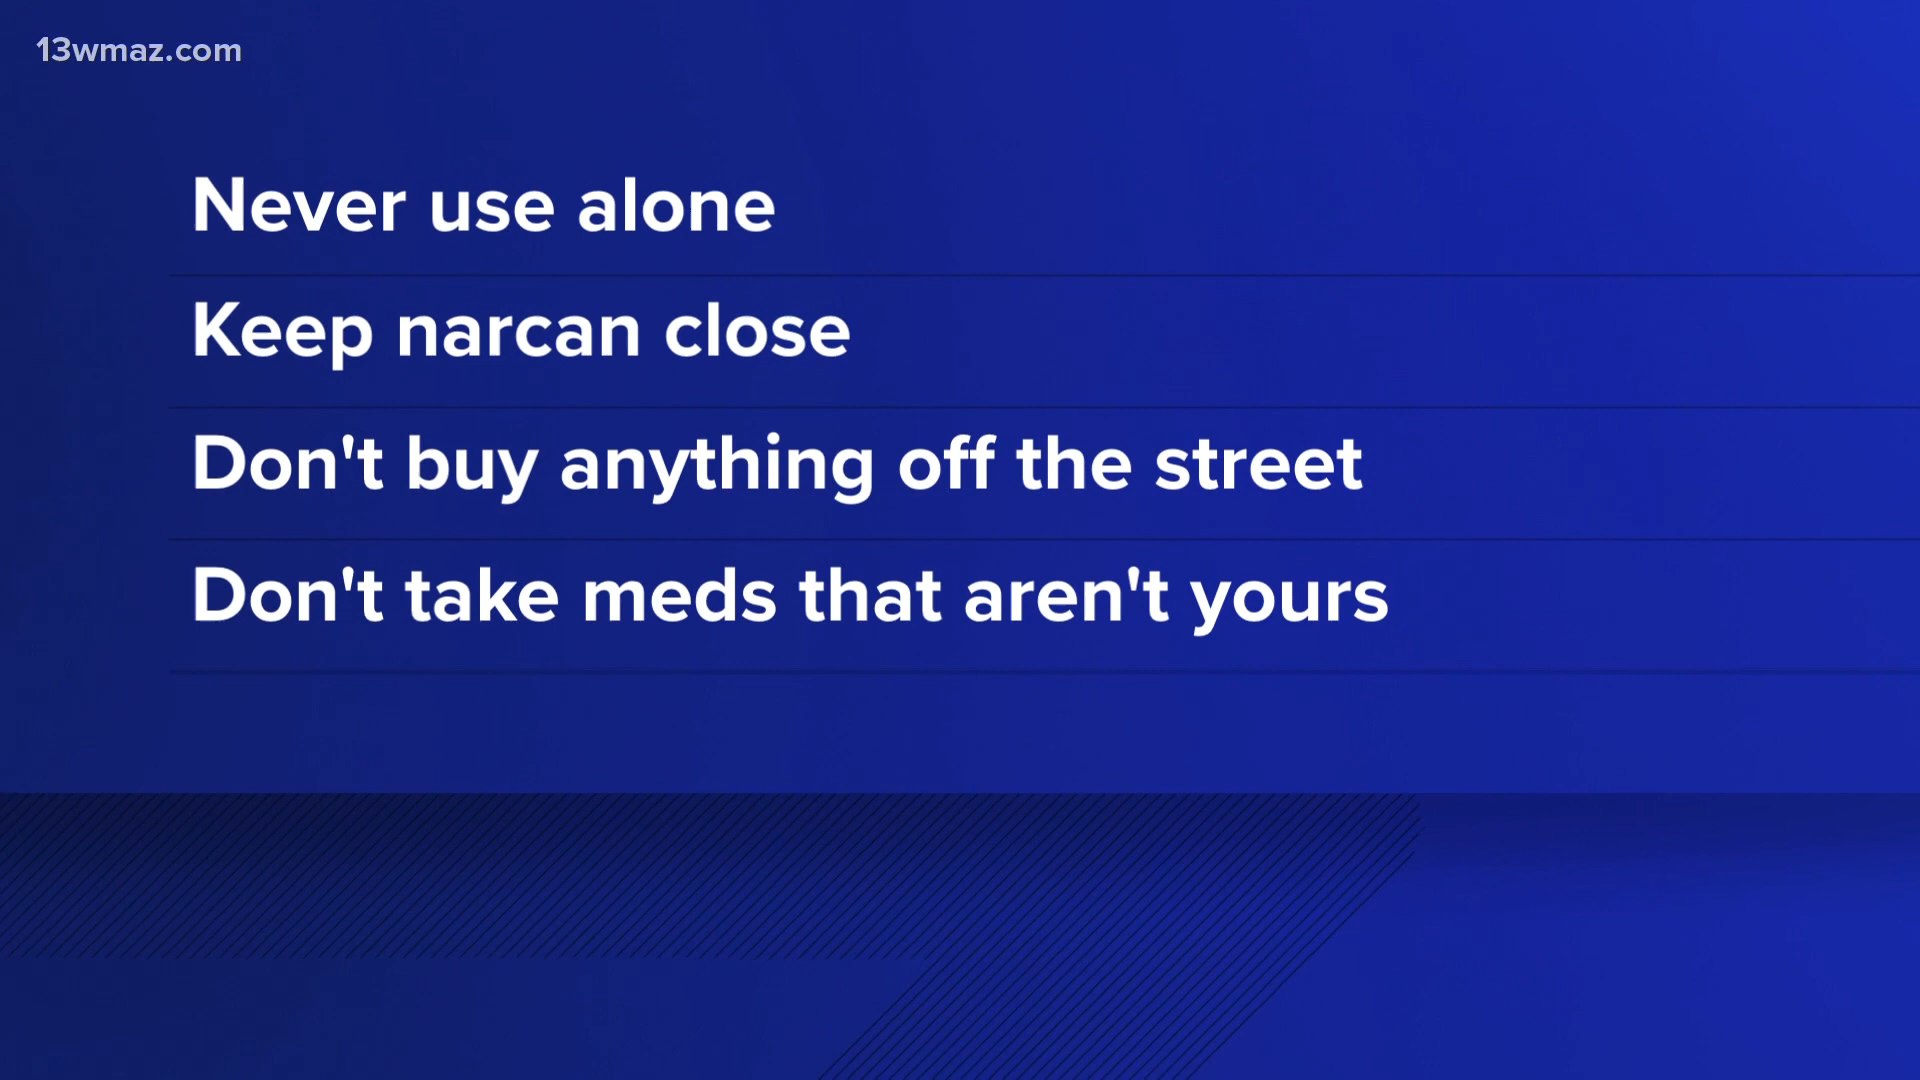 13wmaz.com
Never use alone
Keep narcan close
Don't buy anything off the street
Don't take meds that aren't yours